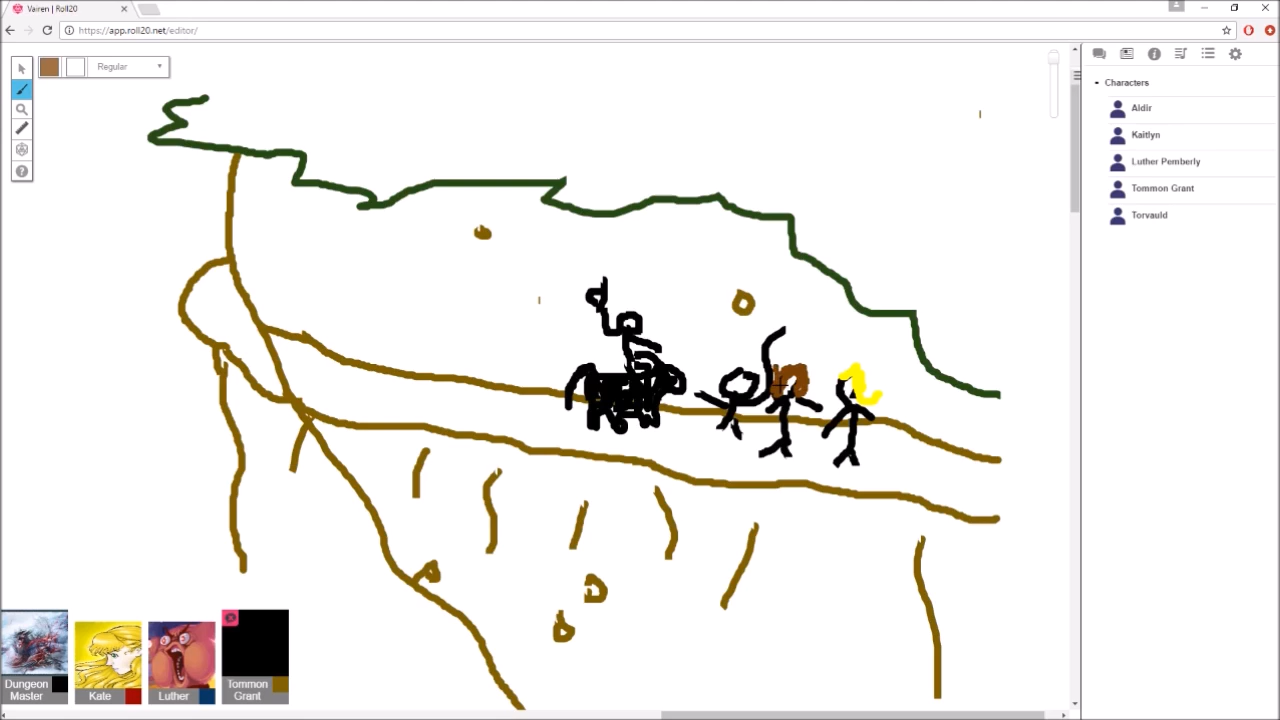 Vairen | Roll20
https://app.roll20.net/editor/
Regular
Characters
Aldir
Kaitlyn
Luther Pemberly
Tommon Grant
Torvauld
Dungeon
Master
Kate
Luther
Tommon
Grant